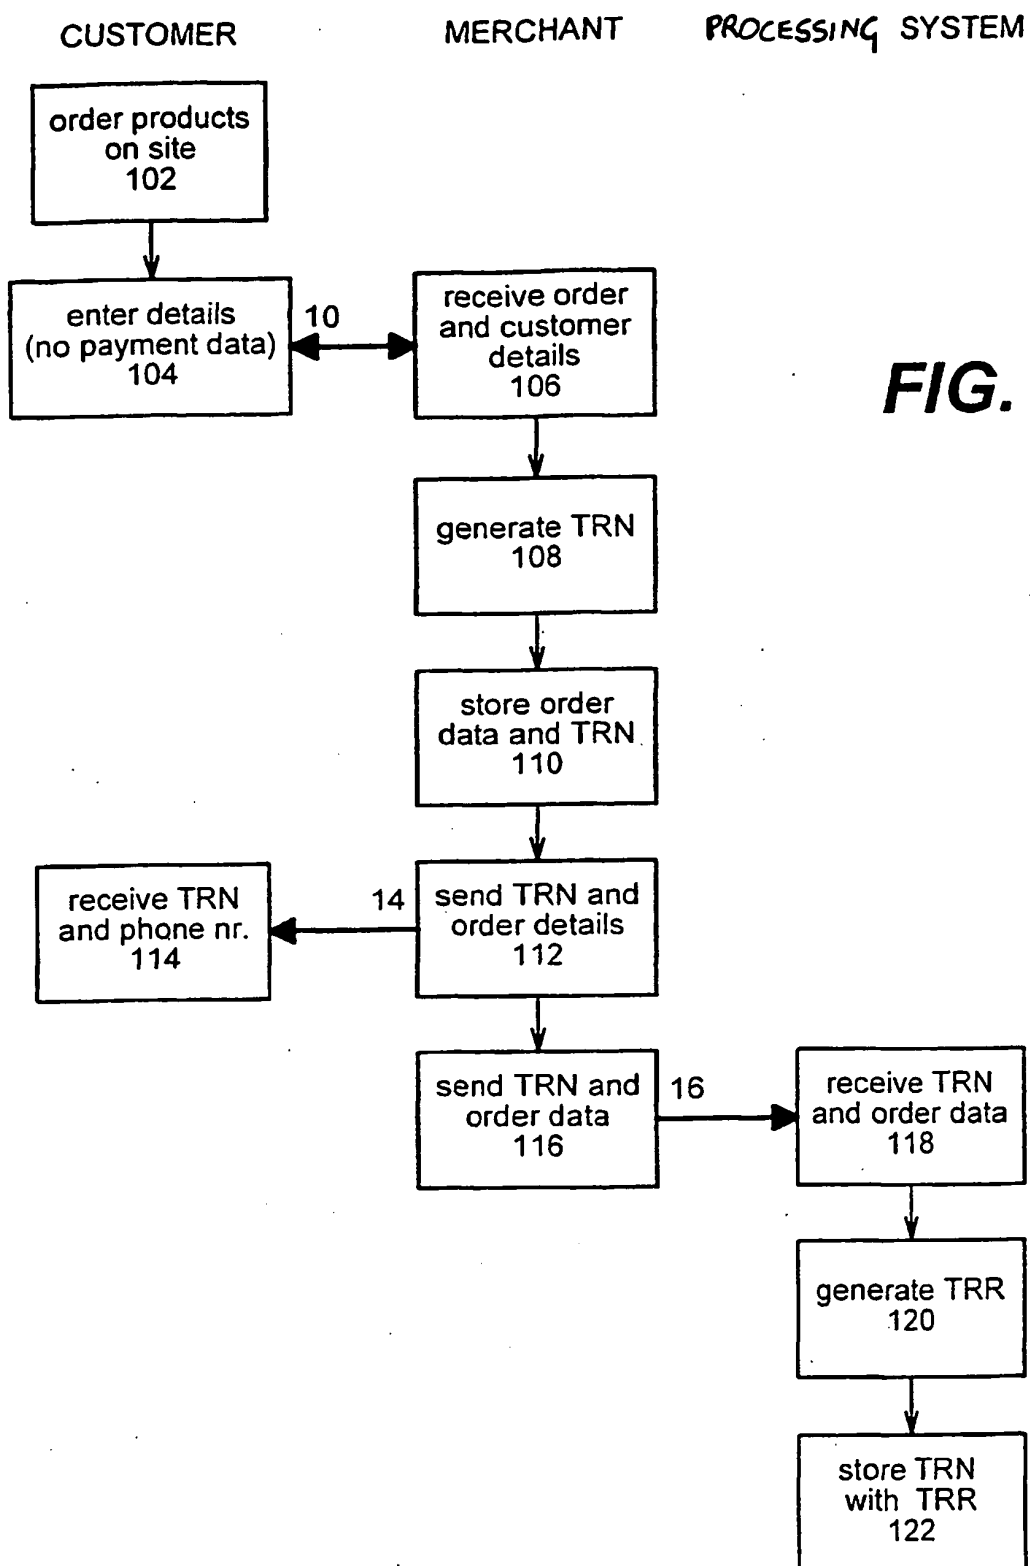 CUSTOMER MERCHANT PROCESSING SYSTEM
order products
on site
102
enter details
(no payment data)
104
10
receive order
and customer
details
106
FIG.
generate TRN
108
store order
data and TRN
110
receive TRN
and phone nr.
114
14
send TRN and
order details
112
send TRN and
order data
116
16
receive TRN
and order data
118
generate TRR
120
store TRN
with TRR
122